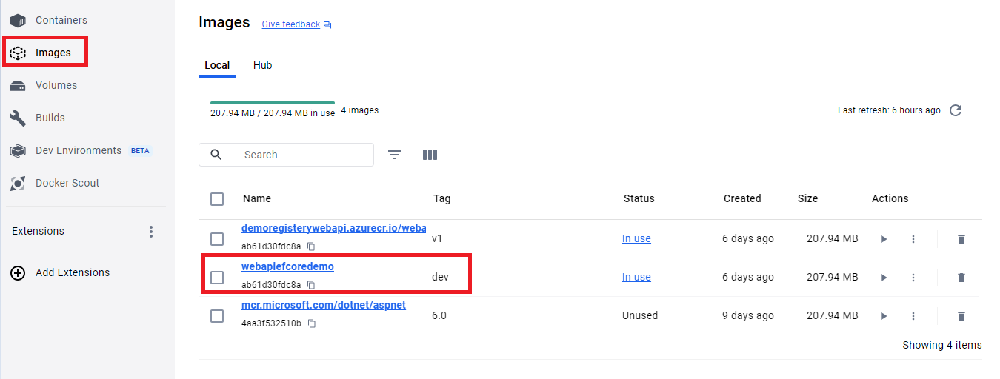 Containers
Images
Volumes
Builds
Dev Environments BETA
Docker Scout
Extensions
Add Extensions
Images Give feedback
Local Hub
207.94 MB / 207.94 MB in use 4 images Last refresh: 6 hours ago
Search
Name Tag Status Created Size Actions
demoregisterywebapi.azurecr.io/weba
ab61d30fdc8a v1 In use 6 days ago 207.94 MB
webapiefcoredemo
ab61d30fdc8a dev In use 6 days ago 207.94 MB
mcr.microsoft.com/dotnet/aspnet
4aa3f532510b 6.0 Unused 9 days ago 207.94 MB
Showing 4 items